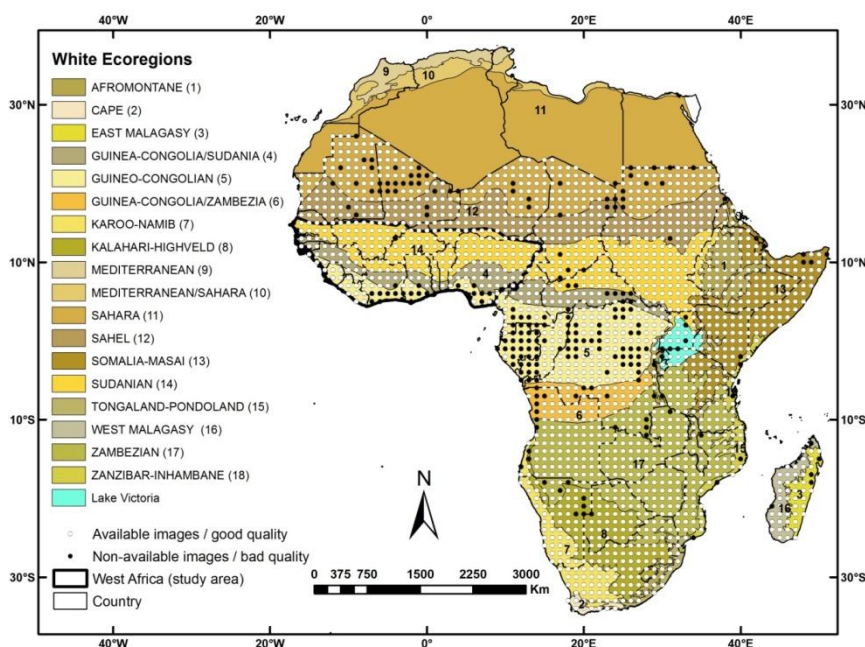 40°W 20°W 0° 20°E 40°E
White Ecoregions
AFROMONTANE (1)
CAPE (2)
EAST MALAGASY (3)
GUINEA-CONGOLIA/SUDANIA (4)
GUINEO-CONGOLIAN (5)
GUINEA-CONGOLIA/ZAMBEZIA (6)
KAROO-NAMIB (7)
KALAHARI-HIGHVELD (8)
MEDITERRANEAN (9)
MEDITERRANEAN/SAHARA (10)
SAHARA (11)
SAHEL (12)
SOMALIA-MASAI (13)
SUDANIAN (14)
TONGALAND-PONDOLAND (15)
WEST MALAGASY (16)
ZAMBEZIAN (17)
ZANZIBAR-INHAMBANE (18)
Lake Victoria
Available images / good quality
Non-available images / bad quality
West Africa (study area)
Country
30°N
10°N
10°S
30°S
30°N
10°N
10°S
30°S
9
10
11
12
14
4
1
13
5
6
17
15
3
16
8
7
2
N
0 375 750 1500 2250 3000
Km
40°W 20°W 0° 20°E 40°E